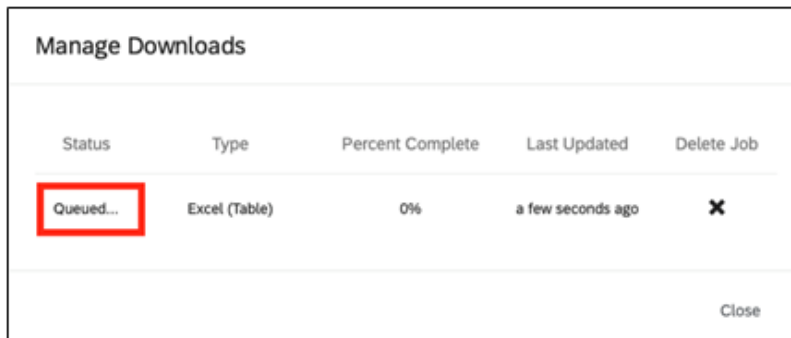 Manage Downloads
Status Type Percent Complete Last Updated Delete Job
Queued... Excel (Table) 0% a few seconds ago
Close